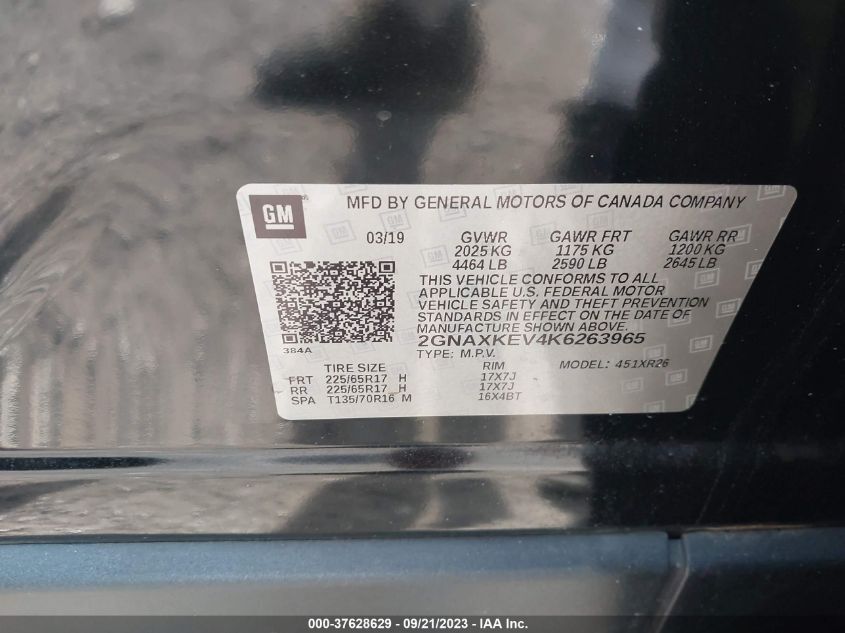 GM
MFD BY GENERAL MOTORS OF CANADA COMPANY
03/19 GVWR GAWR FRT GAWR RR
2025 KG 1175 KG 1200 KG
4464 LB 2590 LB 2645 LB
THIS VEHICLE CONFORMS TO ALL
APPLICABLE U.S. FEDERAL MOTOR
VEHICLE SAFETY AND THEFT PREVENTION
STANDARDS IN EFFECT ON THE DATE OF
MANUFACTURE SHOWN ABOVE.
384A 2GNAXKEV4K6263965
TYPE: M.P.V. MODEL: 451XR26
TIRE SIZE RIM
FRT 225/65R17 H 17X7J
RR 225/65R17 H 17X7J
SPA T135/70R16 M 16X4BT
000-37628629 - 09/21/2023 - IAA Inc.